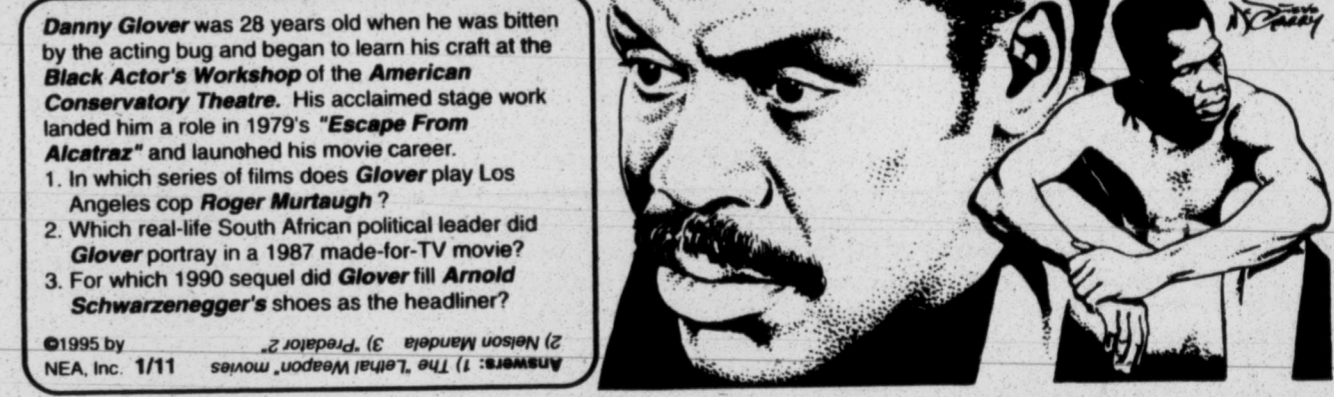 Danny Glover was 28 years old when he was bitten
by the acting bug and began to learn his craft at the
Black Actor's Workshop of the American
Conservatory Theatre. His acclaimed stage work
landed him a role in 1979's "Escape From
Alcatraz" and launched his movie career.
1. In which series of films does Glover play Los
Angeles cop Roger Murtaugh ?
2. Which real-life South African political leader did
Glover portray in a 1987 made-for-TV movie?
3. For which 1990 sequel did Glover fill Arnold
Schwarzenegger's shoes as the headliner?
©1995 by
NEA, Inc. 1/11
Answers: 1) The "Lethal Weapon" movies
2) Nelson Mandela 3) "Predator 2"